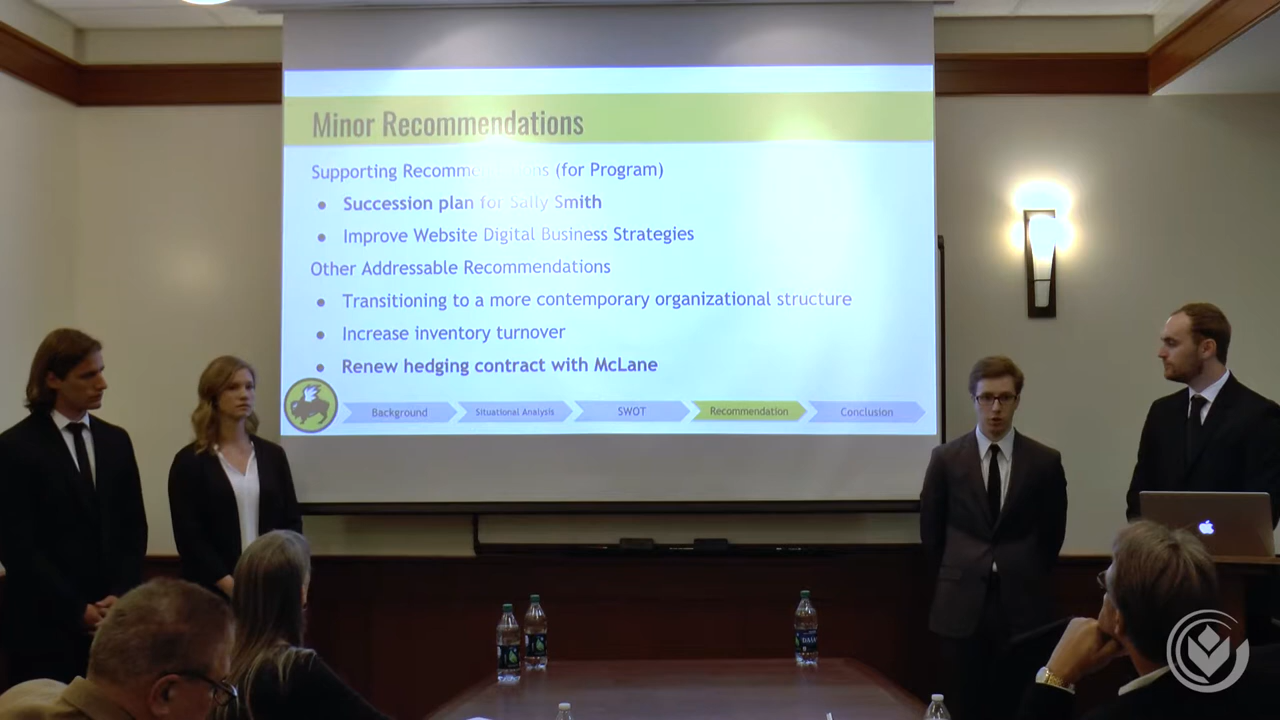 Minor Recommendations
Supporting Recommendations (for Program)
Succession plan for Sally Smith
Improve Website Digital Business Strategies
Other Addressable Recommendations
Transitioning to a more contemporary organizational structure
Increase inventory turnover
Renew hedging contract with McLane
Background
Situational Analysis
SWOT
Recommendation
Conclusion